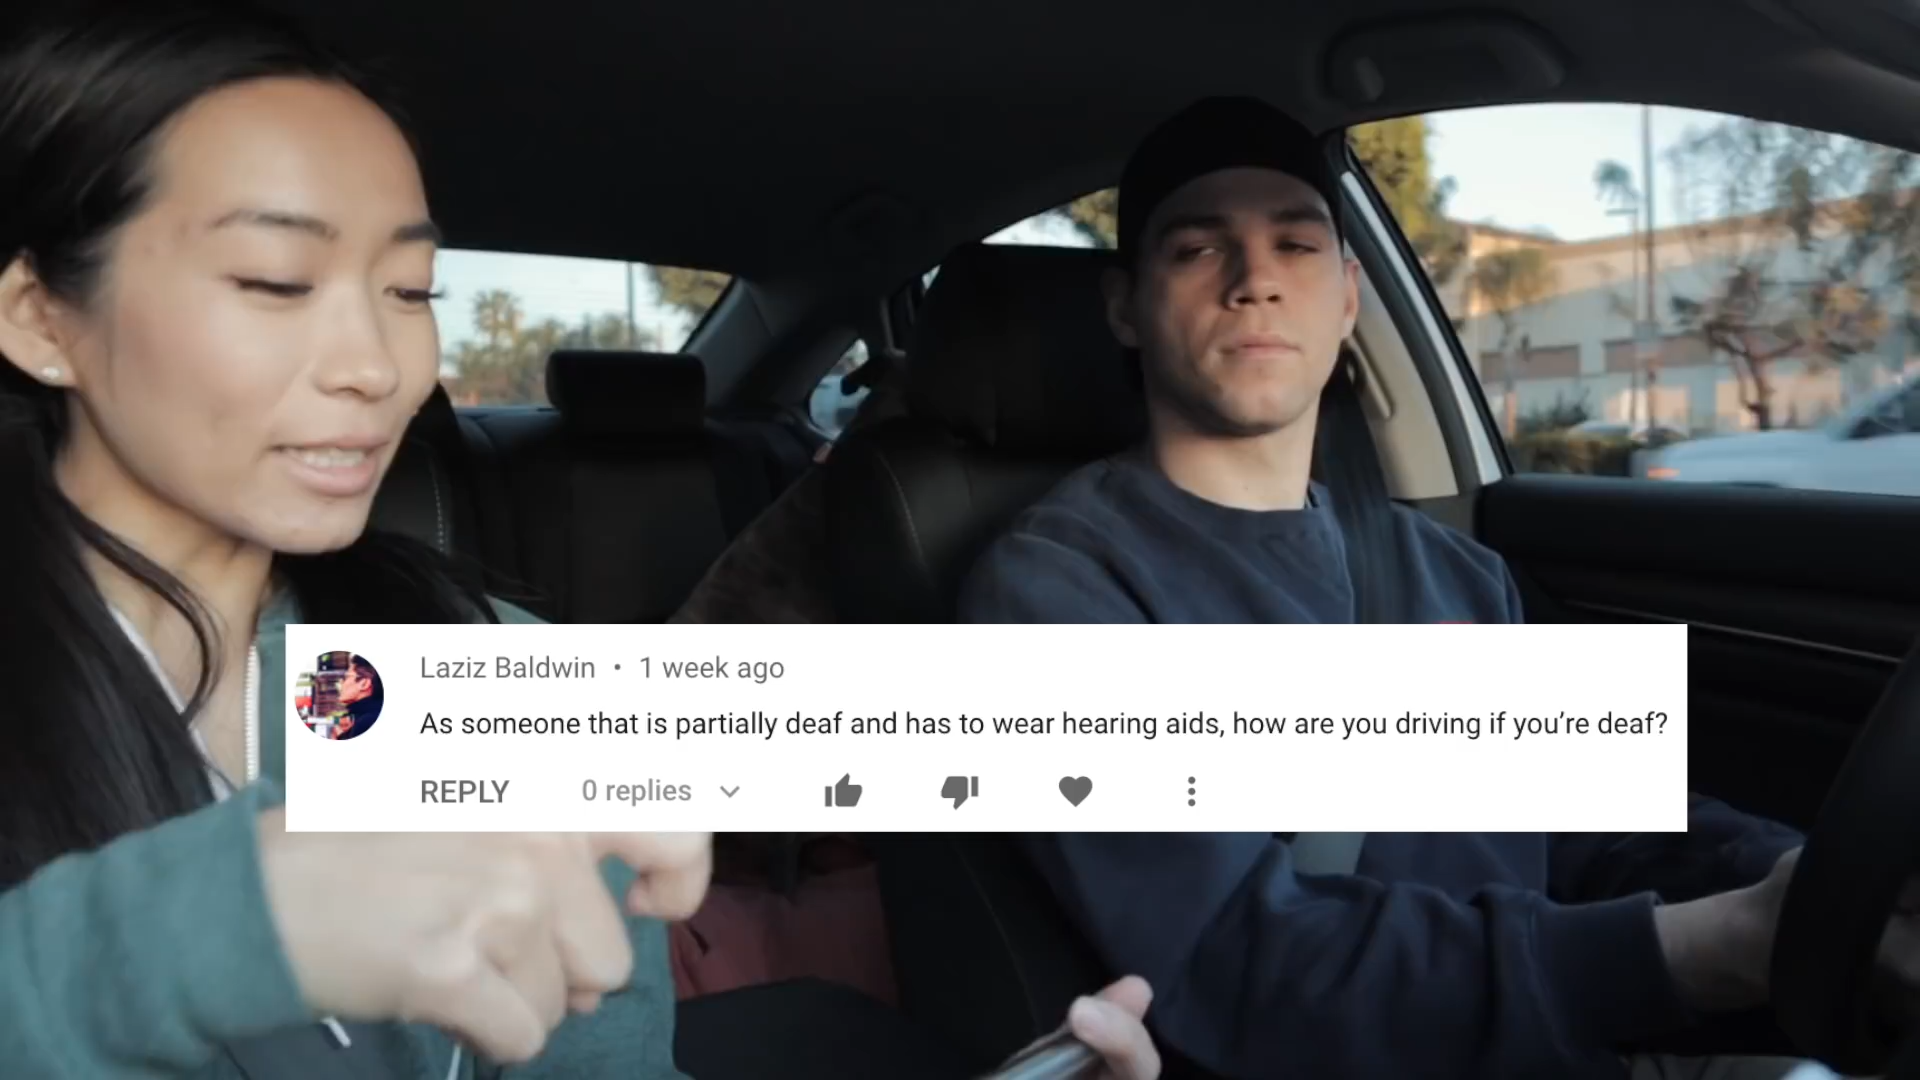 Laziz Baldwin • 1 week ago
As someone that is partially deaf and has to wear hearing aids, how are you driving if you’re deaf?
REPLY 0 replies